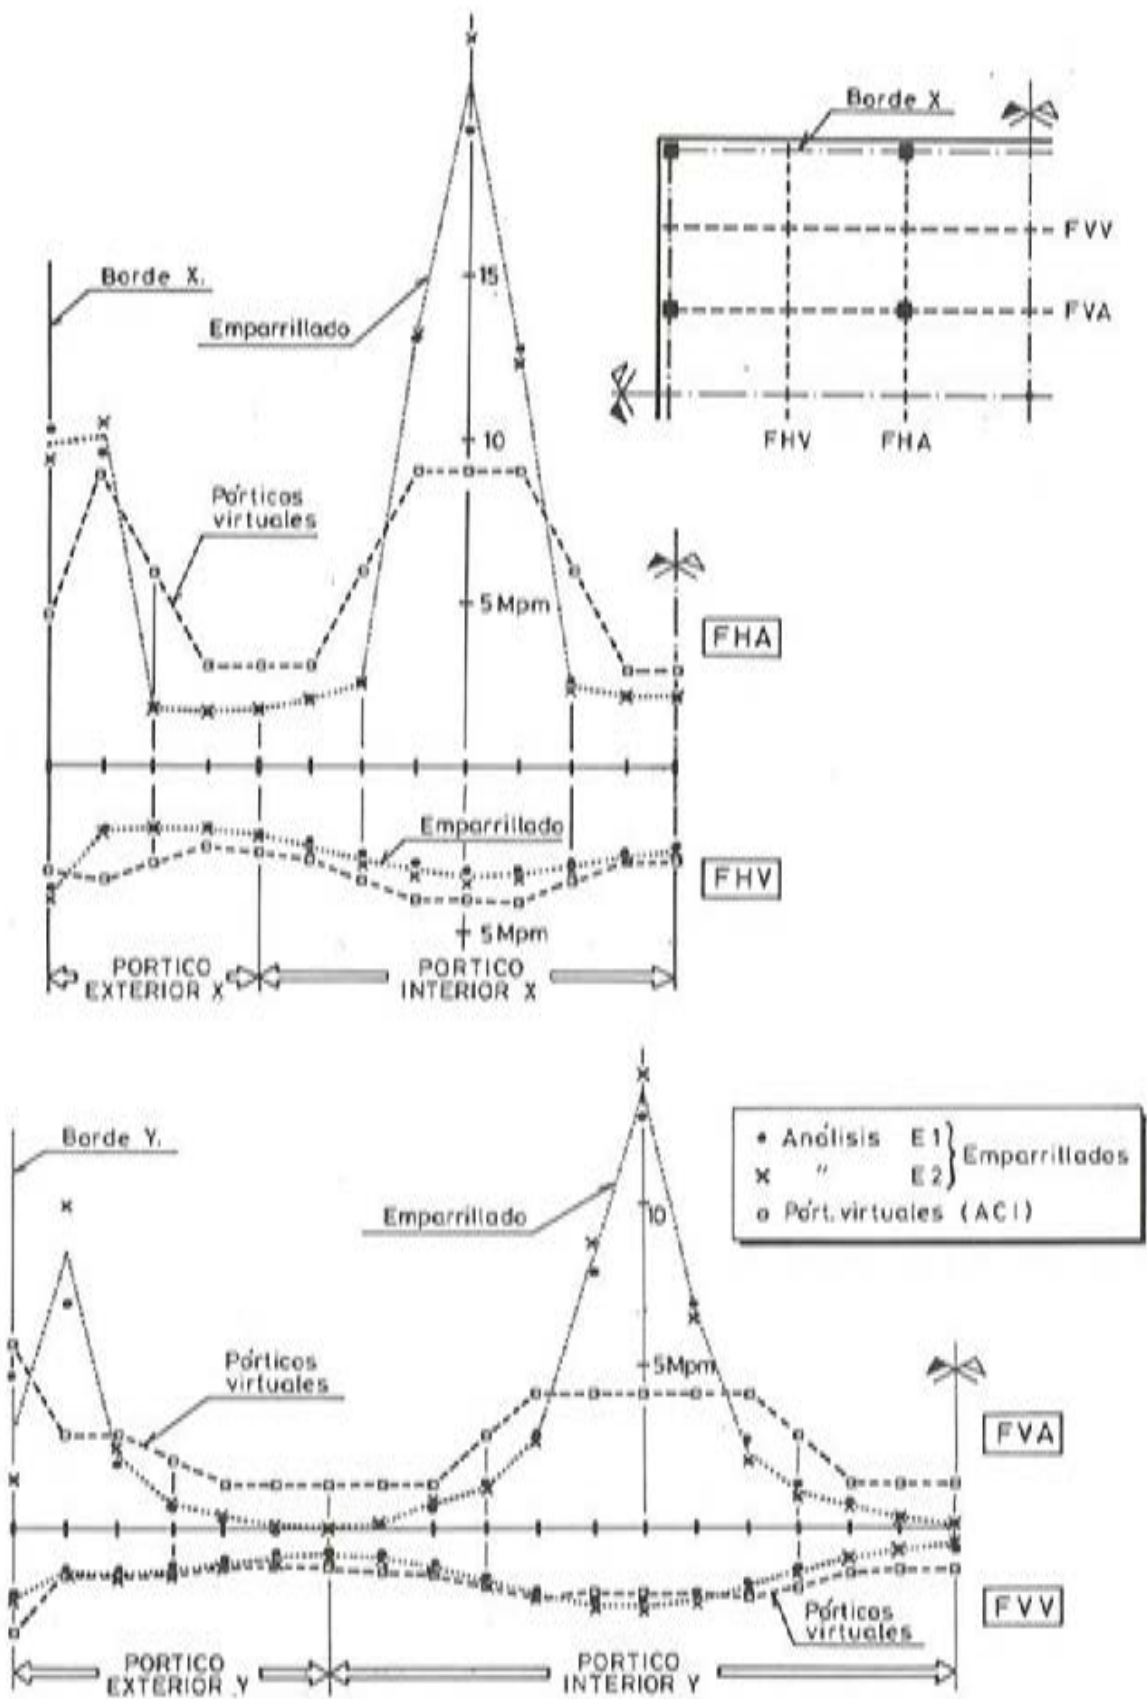 Borde X
FVV
FVA
FHV FHA
Borde X.
Emparrillado
15
10
Pórticos
virtuales
5 Mpm
FHA
Emparrillado
FHV
5 Mpm
PORTICO
EXTERIOR X
PORTICO
INTERIOR X
Borde Y.
Emparrillado
10
• Análisis E1
x " E2
Emparrillados
o Pórt. virtuales (ACI)
Pórticos
virtuales
5 Mpm
FVA
FVV
Pórticos
virtuales
PORTICO
EXTERIOR Y
PORTICO
INTERIOR Y